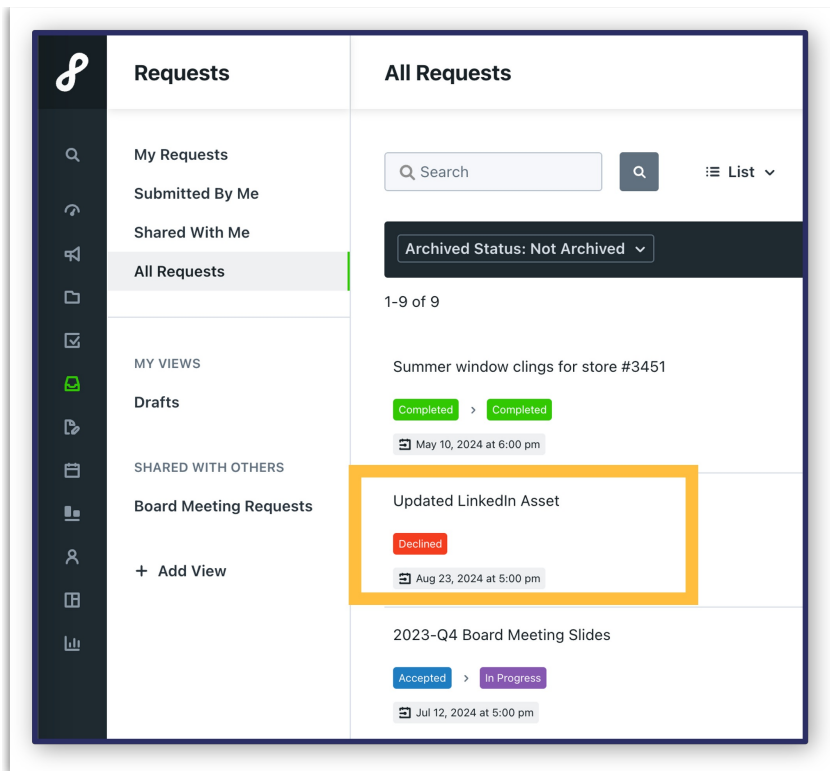 Requests
My Requests
Submitted By Me
Shared With Me
All Requests
MY VIEWS
Drafts
SHARED WITH OTHERS
Board Meeting Requests
+ Add View
All Requests
Search
List
Archived Status: Not Archived
1-9 of 9
Summer window clings for store #3451
Completed > Completed
May 10, 2024 at 6:00 pm
Updated LinkedIn Asset
Declined
Aug 23, 2024 at 5:00 pm
2023-Q4 Board Meeting Slides
Accepted > In Progress
Jul 12, 2024 at 5:00 pm